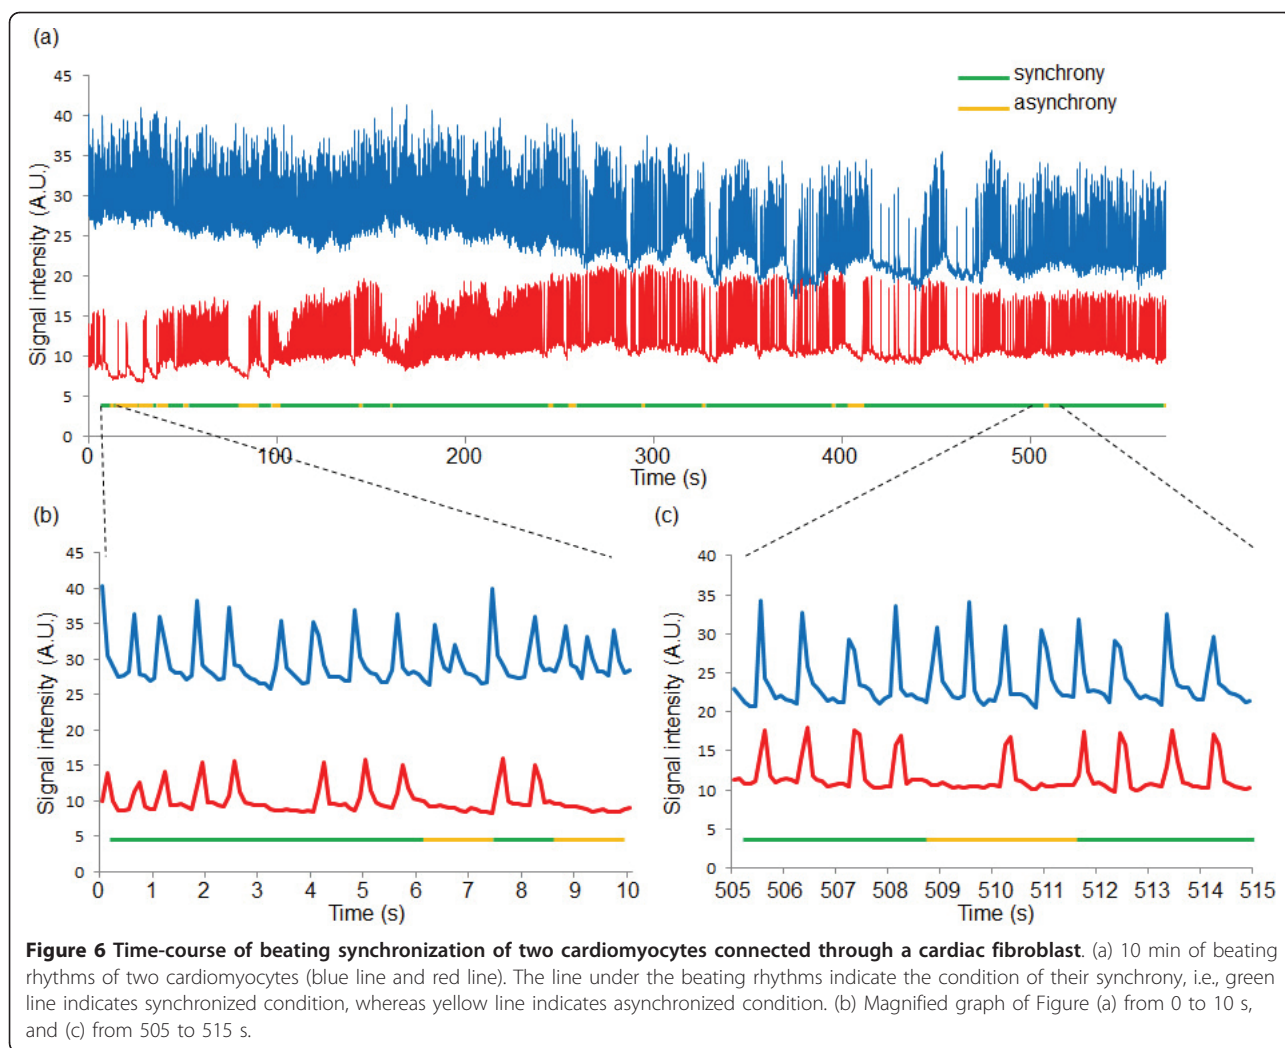 (a)
synchrony
asynchrony
45
40
35
30
25
20
15
10
5
0
Signal intensity (A.U.)
0 100 200 300 400 500
Time (s)
(b)
45
40
35
30
25
20
15
10
5
0
Signal intensity (A.U.)
0 1 2 3 4 5 6 7 8 9 10
Time (s)
(c)
40
35
30
25
20
15
10
5
0
Signal intensity (A.U.)
505 506 507 508 509 510 511 512 513 514 515
Time (s)
Figure 6 Time-course of beating synchronization of two cardiomyocytes connected through a cardiac fibroblast. (a) 10 min of beating
rhythms of two cardiomyocytes (blue line and red line). The line under the beating rhythms indicate the condition of their synchrony, i.e., green
line indicates synchronized condition, whereas yellow line indicates asynchronized condition. (b) Magnified graph of Figure (a) from 0 to 10 s,
and (c) from 505 to 515 s.